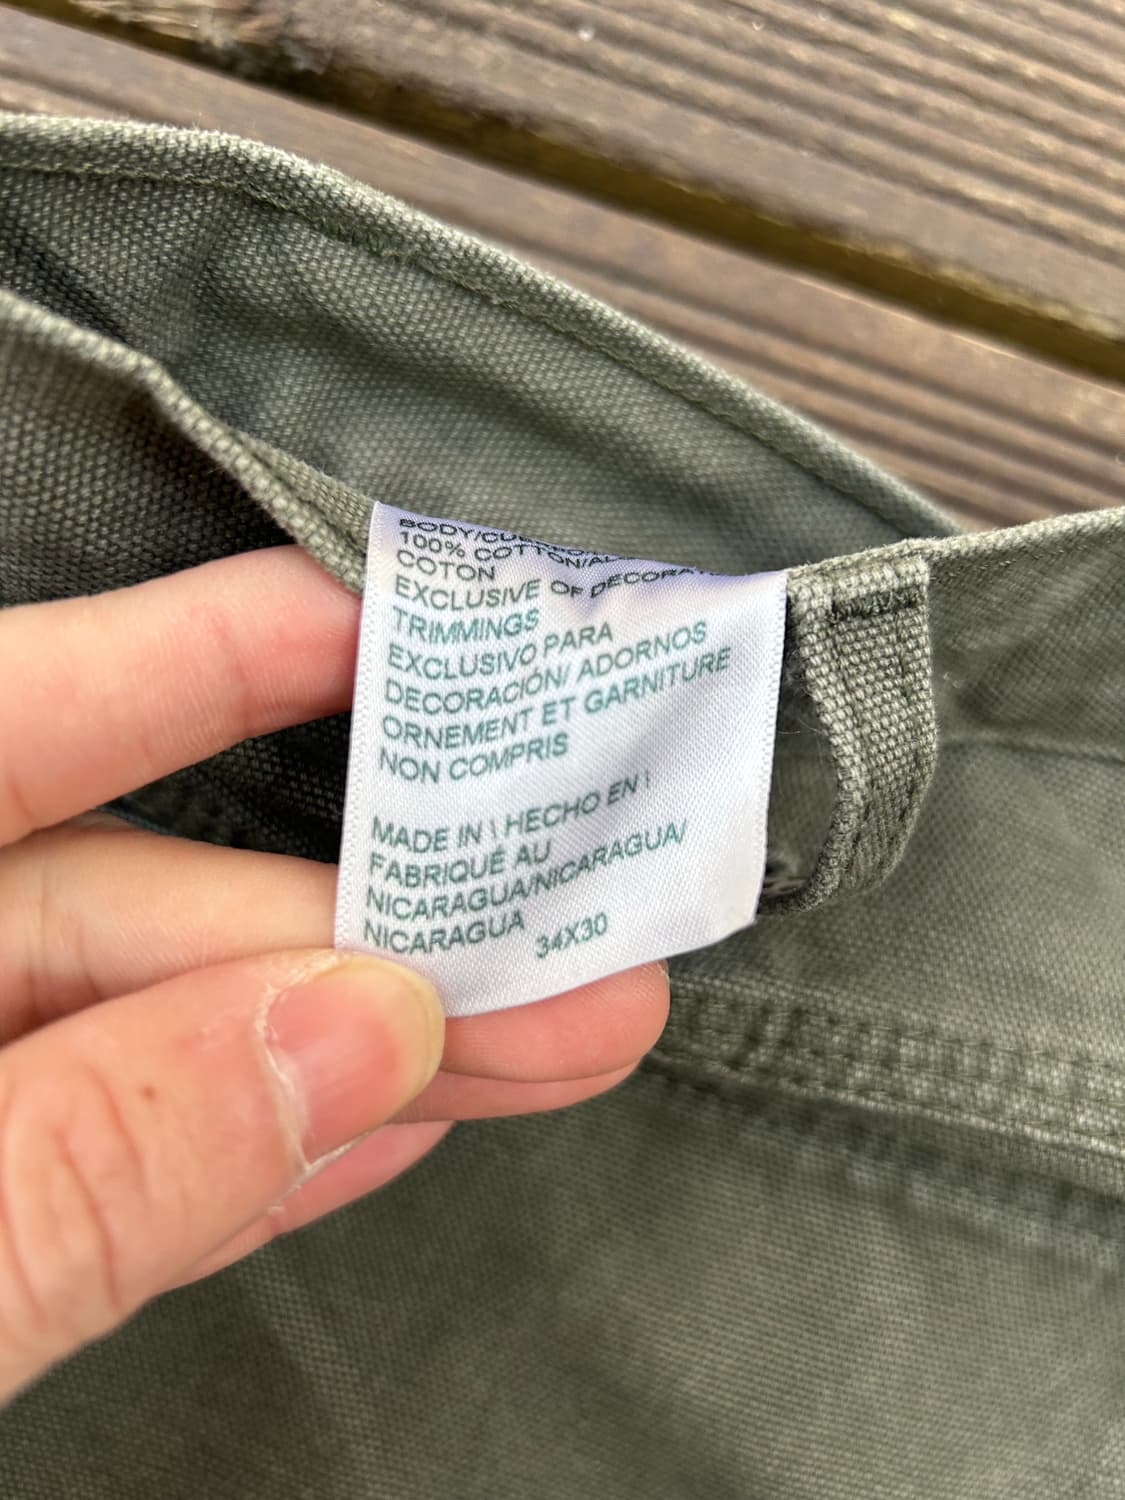 100% COTTON
COTON
EXCLUSIVE OF
TRIMMINGS
EXCLUSIVO PARA
DECORACIÓN/ ADORNOS
ORNEMENT ET GARNITURE
NON COMPRIS
MADE IN \ HECHO EN \
FABRIQUÉ AU
NICARAGUA/NICARAGUA/
NICARAGUA 34X30